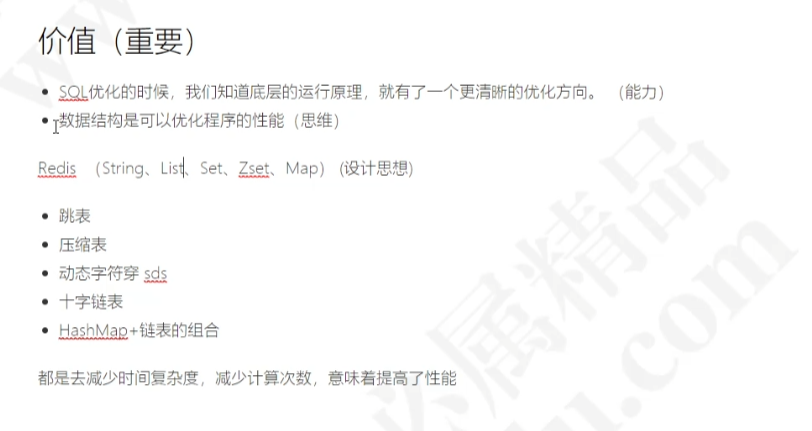 价值（重要）
SQL优化的时候，我们知道底层的运行原理，就有了一个更清晰的优化方向。 （能力）
数据结构是可以优化程序的性能（思维）
Redis （String、List、Set、Zset、Map） (设计思想)
跳表
压缩表
动态字符穿 sds
十字链表
HashMap+链表的组合
都是去减少时间复杂度，减少计算次数，意味着提高了性能
必属精品